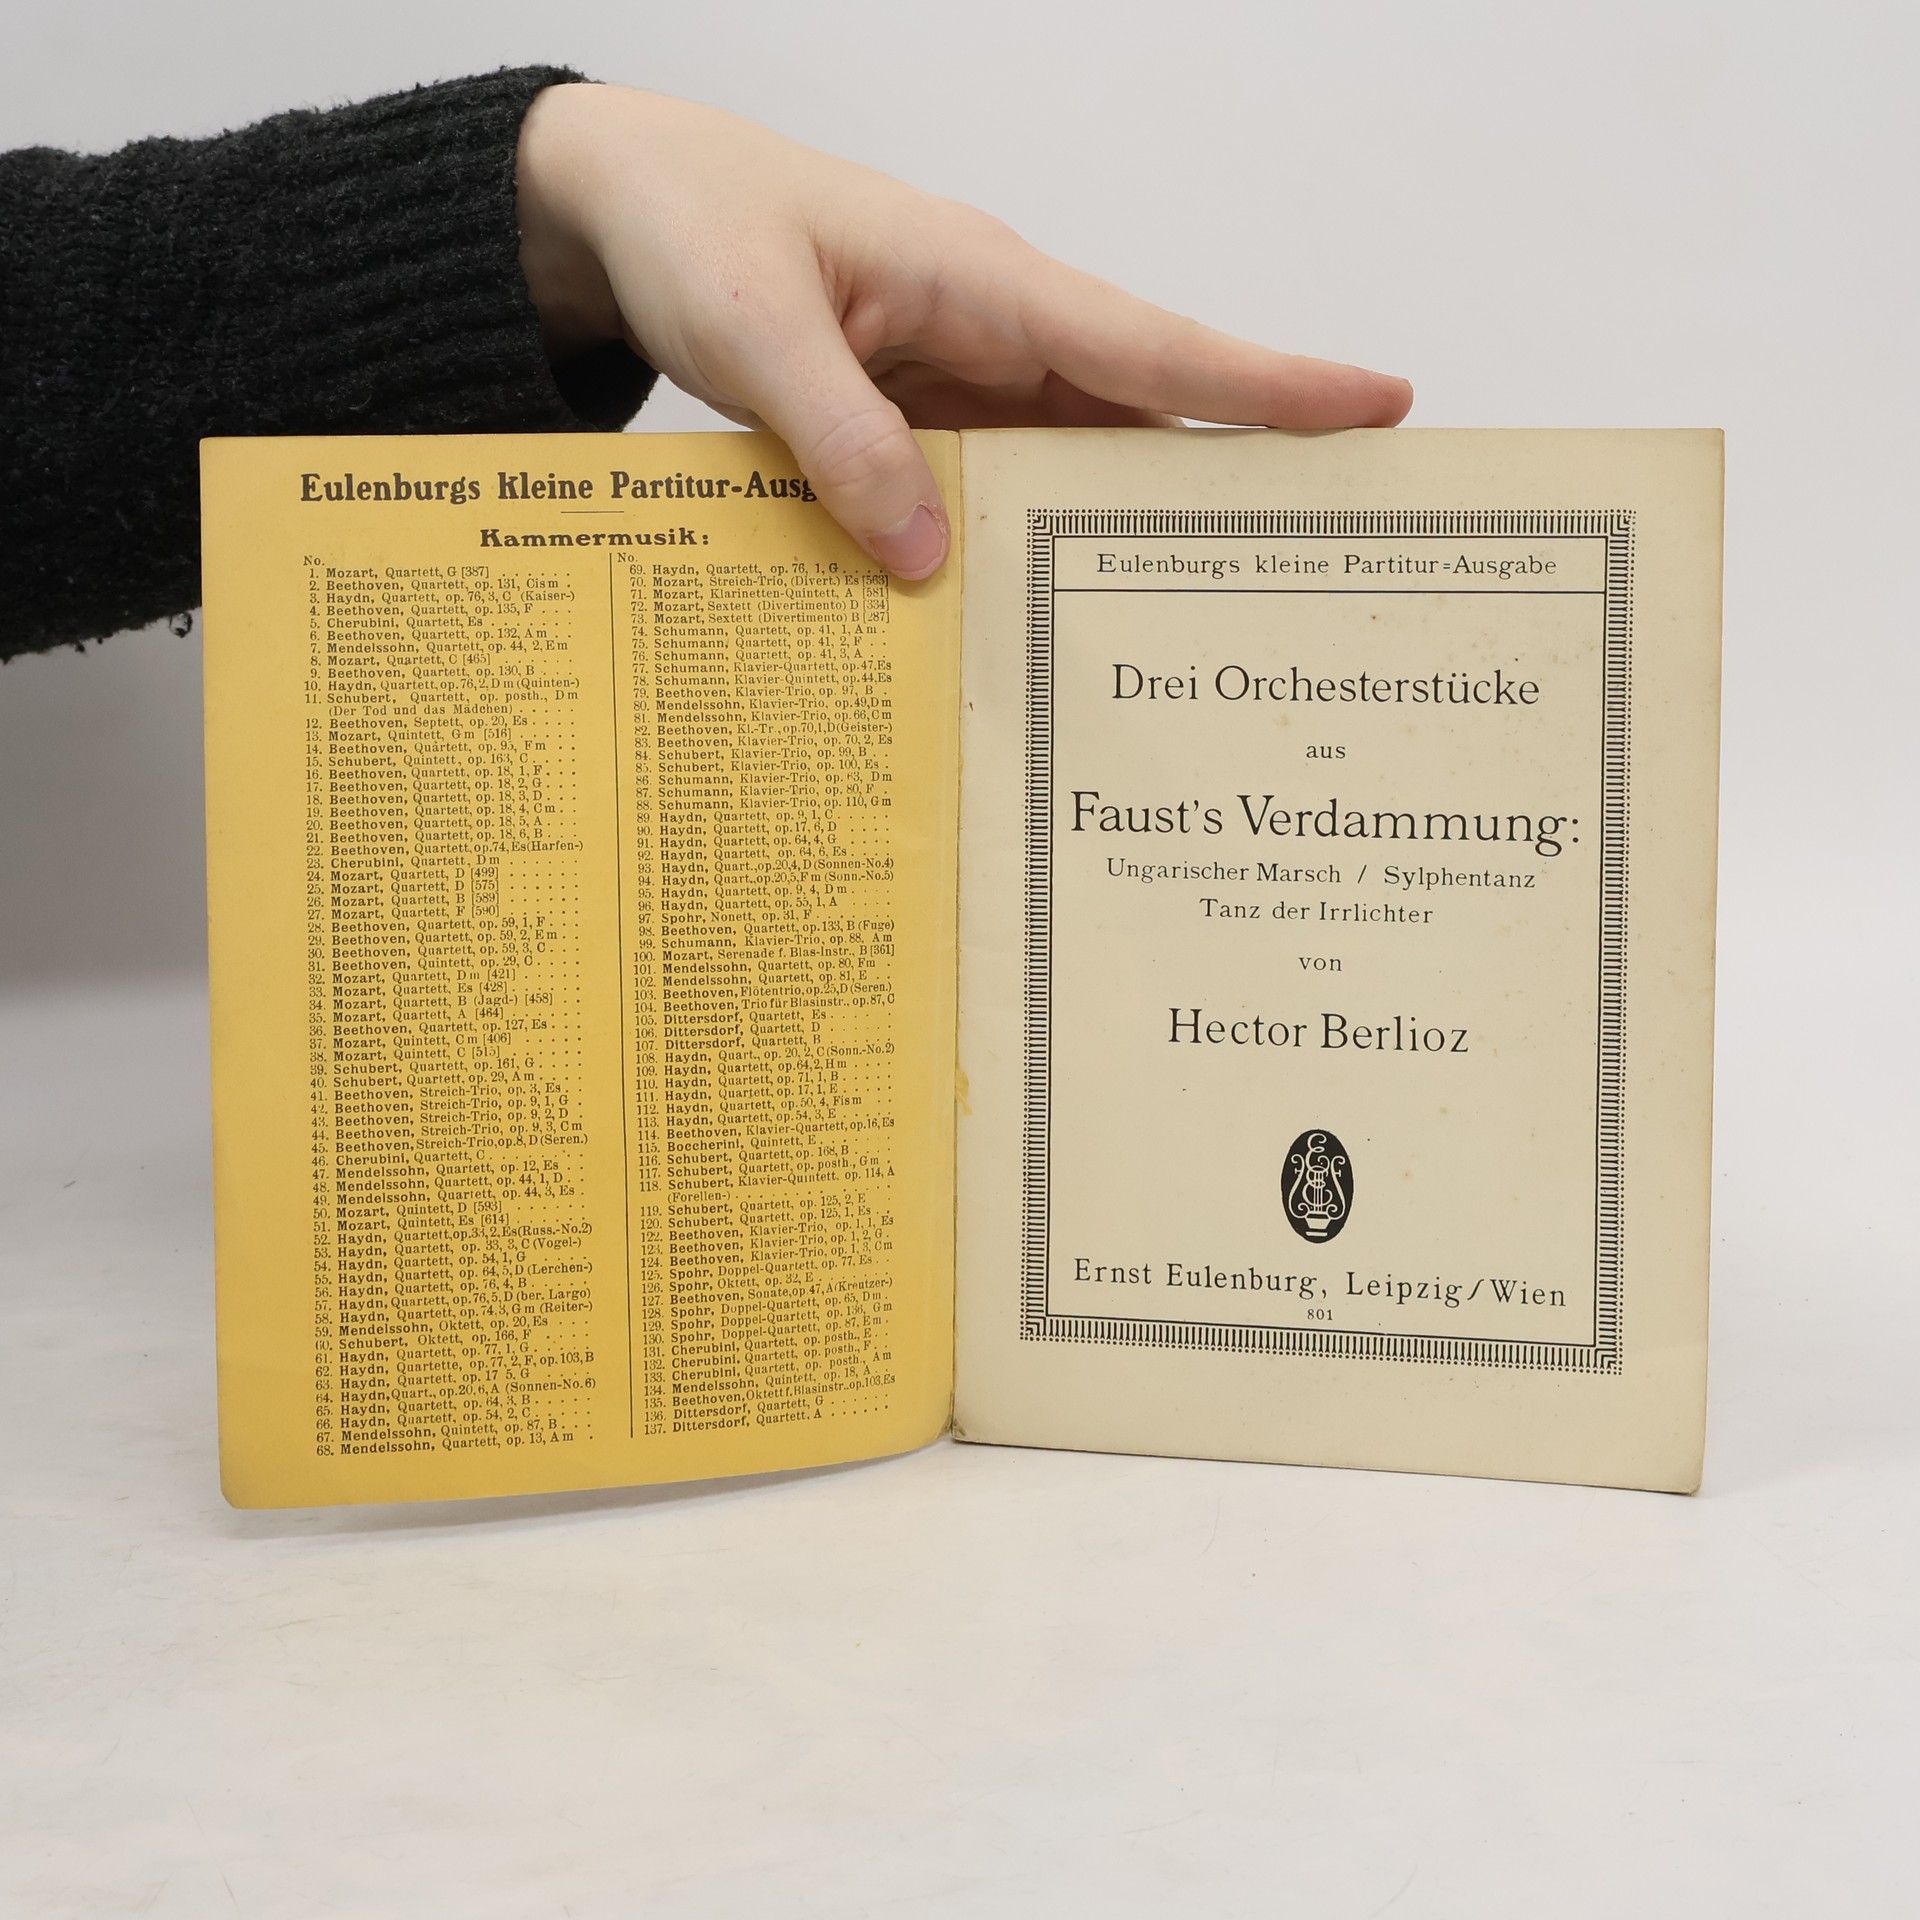 Eulenburgs kleine Partitur-Ausg
Kammermusik:
No.
1. Mozart, Quartett, G [387]
2. Beethoven, Quartett, op. 131, Cis m
3. Haydn, Quartett, op. 76, 3, C (Kaiser-)
4. Beethoven, Quartett, op. 135, F
5. Cherubini, Quartett, Es
6. Beethoven, Quartett, op. 132, A m
7. Mendelssohn, Quartett, op. 44, 2, E m
8. Mozart, Quartett, C [465]
9. Beethoven, Quartett, op. 130, B
10. Haydn, Quartett, op. 76, 2, D m (Quinten-)
11. Schubert, Quartett, op. posth., D m
(Der Tod und das Mädchen)
12. Beethoven, Septett, op. 20, Es
13. Mozart, Quintett, G m [516]
14. Beethoven, Quartett, op. 95, F m
15. Schubert, Quintett, op. 163, C
16. Beethoven, Quartett, op. 18, 1, F
17. Beethoven, Quartett, op. 18, 2, G
18. Beethoven, Quartett, op. 18, 3, D
19. Beethoven, Quartett, op. 18, 4, C m
20. Beethoven, Quartett, op. 18, 5, A
21. Beethoven, Quartett, op. 18, 6, B
22. Beethoven, Quartett, op. 74, Es (Harfen-)
23. Cherubini, Quartett, D m
24. Mozart, Quartett, D [499]
25. Mozart, Quartett, D [575]
26. Mozart, Quartett, B [589]
27. Mozart, Quartett, F [590]
28. Beethoven, Quartett, op. 59, 1, F
29. Beethoven, Quartett, op. 59, 2, E m
30. Beethoven, Quartett, op. 59, 3, C
31. Beethoven, Quintett, op. 29, C
32. Mozart, Quartett, D m [421]
33. Mozart, Quartett, Es [428]
34. Mozart, Quartett, B (Jagd-) [458]
35. Mozart, Quartett, A [464]
36. Beethoven, Quartett, op. 127, Es
37. Mozart, Quintett, C m [406]
38. Mozart, Quintett, C [515]
39. Schubert, Quartett, op. 161, G
40. Schubert, Quartett, op. 29, A m
41. Beethoven, Streich-Trio, op. 3, Es
42. Beethoven, Streich-Trio, op. 9, 1, G
43. Beethoven, Streich-Trio, op. 9, 2, D
44. Beethoven, Streich-Trio, op. 9, 3, C m
45. Beethoven, Streich-Trio, op. 8, D (Seren.)
46. Cherubini, Quartett, C
47. Mendelssohn, Quartett, op. 12, Es
48. Mendelssohn, Quartett, op. 44, 1, D
49. Mendelssohn, Quartett, op. 44, 3, Es
50. Mozart, Quintett, D [593]
51. Mozart, Quintett, Es [614]
52. Haydn, Quartett, op. 33, 2, Es (Russ.-No. 2)
53. Haydn, Quartett, op. 33, 3, C (Vogel-)
54. Haydn, Quartett, op. 54, 1, G
55. Haydn, Quartett, op. 64, 5, D (Lerchen-)
56. Haydn, Quartett, op. 76, 4, B
57. Haydn, Quartett, op. 76, 5, D (ber. Largo)
58. Haydn, Quartett, op. 74, 3, G m (Reiter-)
59. Mendelssohn, Oktett, op. 20, Es
60. Schubert, Oktett, op. 166, F
61. Haydn, Quartett, op. 77, 1, G
62. Haydn, Quartette, op. 77, 2, F, op. 103, B
63. Haydn, Quartett, op. 17 5, G
64. Haydn, Quart., op. 20, 6, A (Sonnen-No. 6)
65. Haydn, Quartett, op. 64, 3, B
66. Haydn, Quartett, op. 54, 2, C
67. Mendelssohn, Quintett, op. 87, B
68. Mendelssohn, Quartett, op. 13, A m
No.
69. Haydn, Quartett, op. 76, 1, G
70. Mozart, Streich-Trio, (Divert.) Es [563]
71. Mozart, Klarinetten-Quintett, A [581]
72. Mozart, Sextett (Divertimento) D [334]
73. Mozart, Sextett (Divertimento) B [287]
74. Schumann, Quartett, op. 41, 1, A m
75. Schumann, Quartett, op. 41, 2, F
76. Schumann, Quartett, op. 41, 3, A
77. Schumann, Klavier-Quartett, op. 47, Es
78. Schumann, Klavier-Quintett, op. 44, Es
79. Beethoven, Klavier-Trio, op. 97, B
80. Mendelssohn, Klavier-Trio, op. 49, D m
81. Mendelssohn, Klavier-Trio, op. 66, C m
82. Beethoven, Kl.-Tr., op. 70, 1, D (Geister-)
83. Beethoven, Klavier-Trio, op. 70, 2, Es
84. Schubert, Klavier-Trio, op. 99, B
85. Schubert, Klavier-Trio, op. 100, Es
86. Schumann, Klavier-Trio, op. 63, D m
87. Schumann, Klavier-Trio, op. 80, F
88. Schumann, Klavier-Trio, op. 110, G m
89. Haydn, Quartett, op. 9, 1, C
90. Haydn, Quartett, op. 17, 6, D
91. Haydn, Quartett, op. 64, 4, G
92. Haydn, Quartett, op. 64, 6, Es
93. Haydn, Quart., op. 20, 4, D (Sonnen-No. 4)
94. Haydn, Quart., op. 20, 5, F m (Sonn.-No. 5)
95. Haydn, Quartett, op. 9, 4, D m
96. Haydn, Quartett, op. 55, 1, A
97. Spohr, Nonett, op. 31, F
98. Beethoven, Quartett, op. 133, B (Fuge)
99. Schumann, Klavier-Trio, op. 88, A m
100. Mozart, Serenade f. Blas-Instr., B [361]
101. Mendelssohn, Quartett, op. 80, F m
102. Mendelssohn, Quartett, op. 81, E
103. Beethoven, Flötentrio, op. 25, D (Seren.)
104. Beethoven, Trio für Blasinstr., op. 87, C
105. Dittersdorf, Quartett, Es
106. Dittersdorf, Quartett, D
107. Dittersdorf, Quartett, B
108. Haydn, Quart., op. 20, 2, C (Sonn.-No. 2)
109. Haydn, Quartett, op. 64, 2, H m
110. Haydn, Quartett, op. 71, 1, B
111. Haydn, Quartett, op. 17, 1, E
112. Haydn, Quartett, op. 50, 4, Fis m
113. Haydn, Quartett, op. 54, 3, E
114. Beethoven, Klavier-Quartett, op. 16, Es
115. Boccherini, Quintett, E
116. Schubert, Quartett, op. 168, B
117. Schubert, Quartett, op. posth., G m
118. Schubert, Klavier-Quintett, op. 114, A
(Forellen-)
119. Schubert, Quartett, op. 125, 2, E
120. Schubert, Quartett, op. 125, 1, Es
122. Beethoven, Klavier-Trio, op. 1, 1, Es
123. Beethoven, Klavier-Trio, op. 1, 2, G
124. Beethoven, Klavier-Trio, op. 1, 3, C m
125. Spohr, Doppel-Quartett, op. 77, Es
126. Spohr, Oktett, op. 32, E
127. Beethoven, Sonate, op. 47, A (Kreutzer-)
128. Spohr, Doppel-Quartett, op. 65, D m
129. Spohr, Doppel-Quartett, op. 136, G m
130. Spohr, Doppel-Quartett, op. 87, E m
131. Cherubini, Quartett, op. posth., E
132. Cherubini, Quartett, op. posth., F
133. Cherubini, Quintett, op. posth., A m
134. Mendelssohn, Quintett, op. 18, A
135. Beethoven, Oktett f. Blasinstr., op. 103, Es
136. Dittersdorf, Quartett, G
137. Dittersdorf, Quartett, A
Eulenburgs kleine Partitur=Ausgabe
Drei Orchesterstücke
aus
Faust's Verdammung:
Ungarischer Marsch / Sylphentanz
Tanz der Irrlichter
von
Hector Berlioz
Ernst Eulenburg, Leipzig/Wien
801